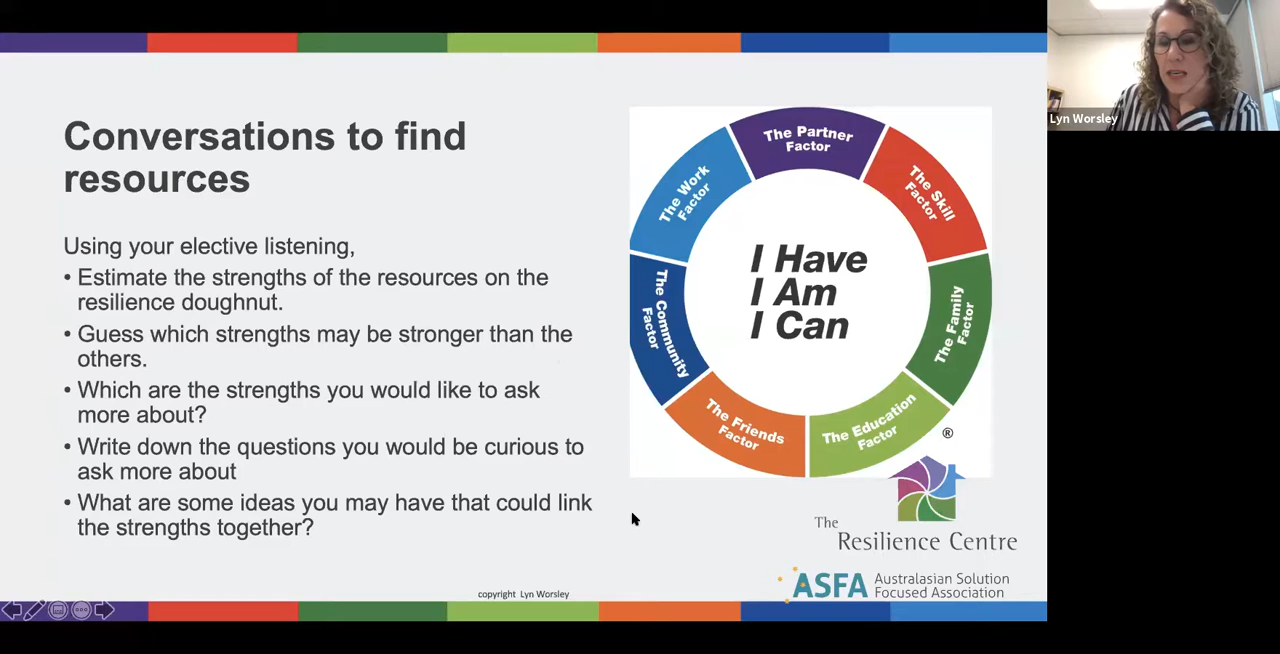 Conversations to find
resources
Using your elective listening,
• Estimate the strengths of the resources on the
resilience doughnut.
• Guess which strengths may be stronger than the
others.
• Which are the strengths you would like to ask
more about?
• Write down the questions you would be curious to
ask more about
• What are some ideas you may have that could link
the strengths together?
The Partner
Factor
The Skill
Factor
The Family
Factor
The Education
Factor
The Friends
Factor
The Community
Factor
The Work
Factor
I Have
I Am
I Can
®
The
Resilience Centre
ASFA
Australasian Solution
Focused Association
copyright Lyn Worsley
Lyn Worsley